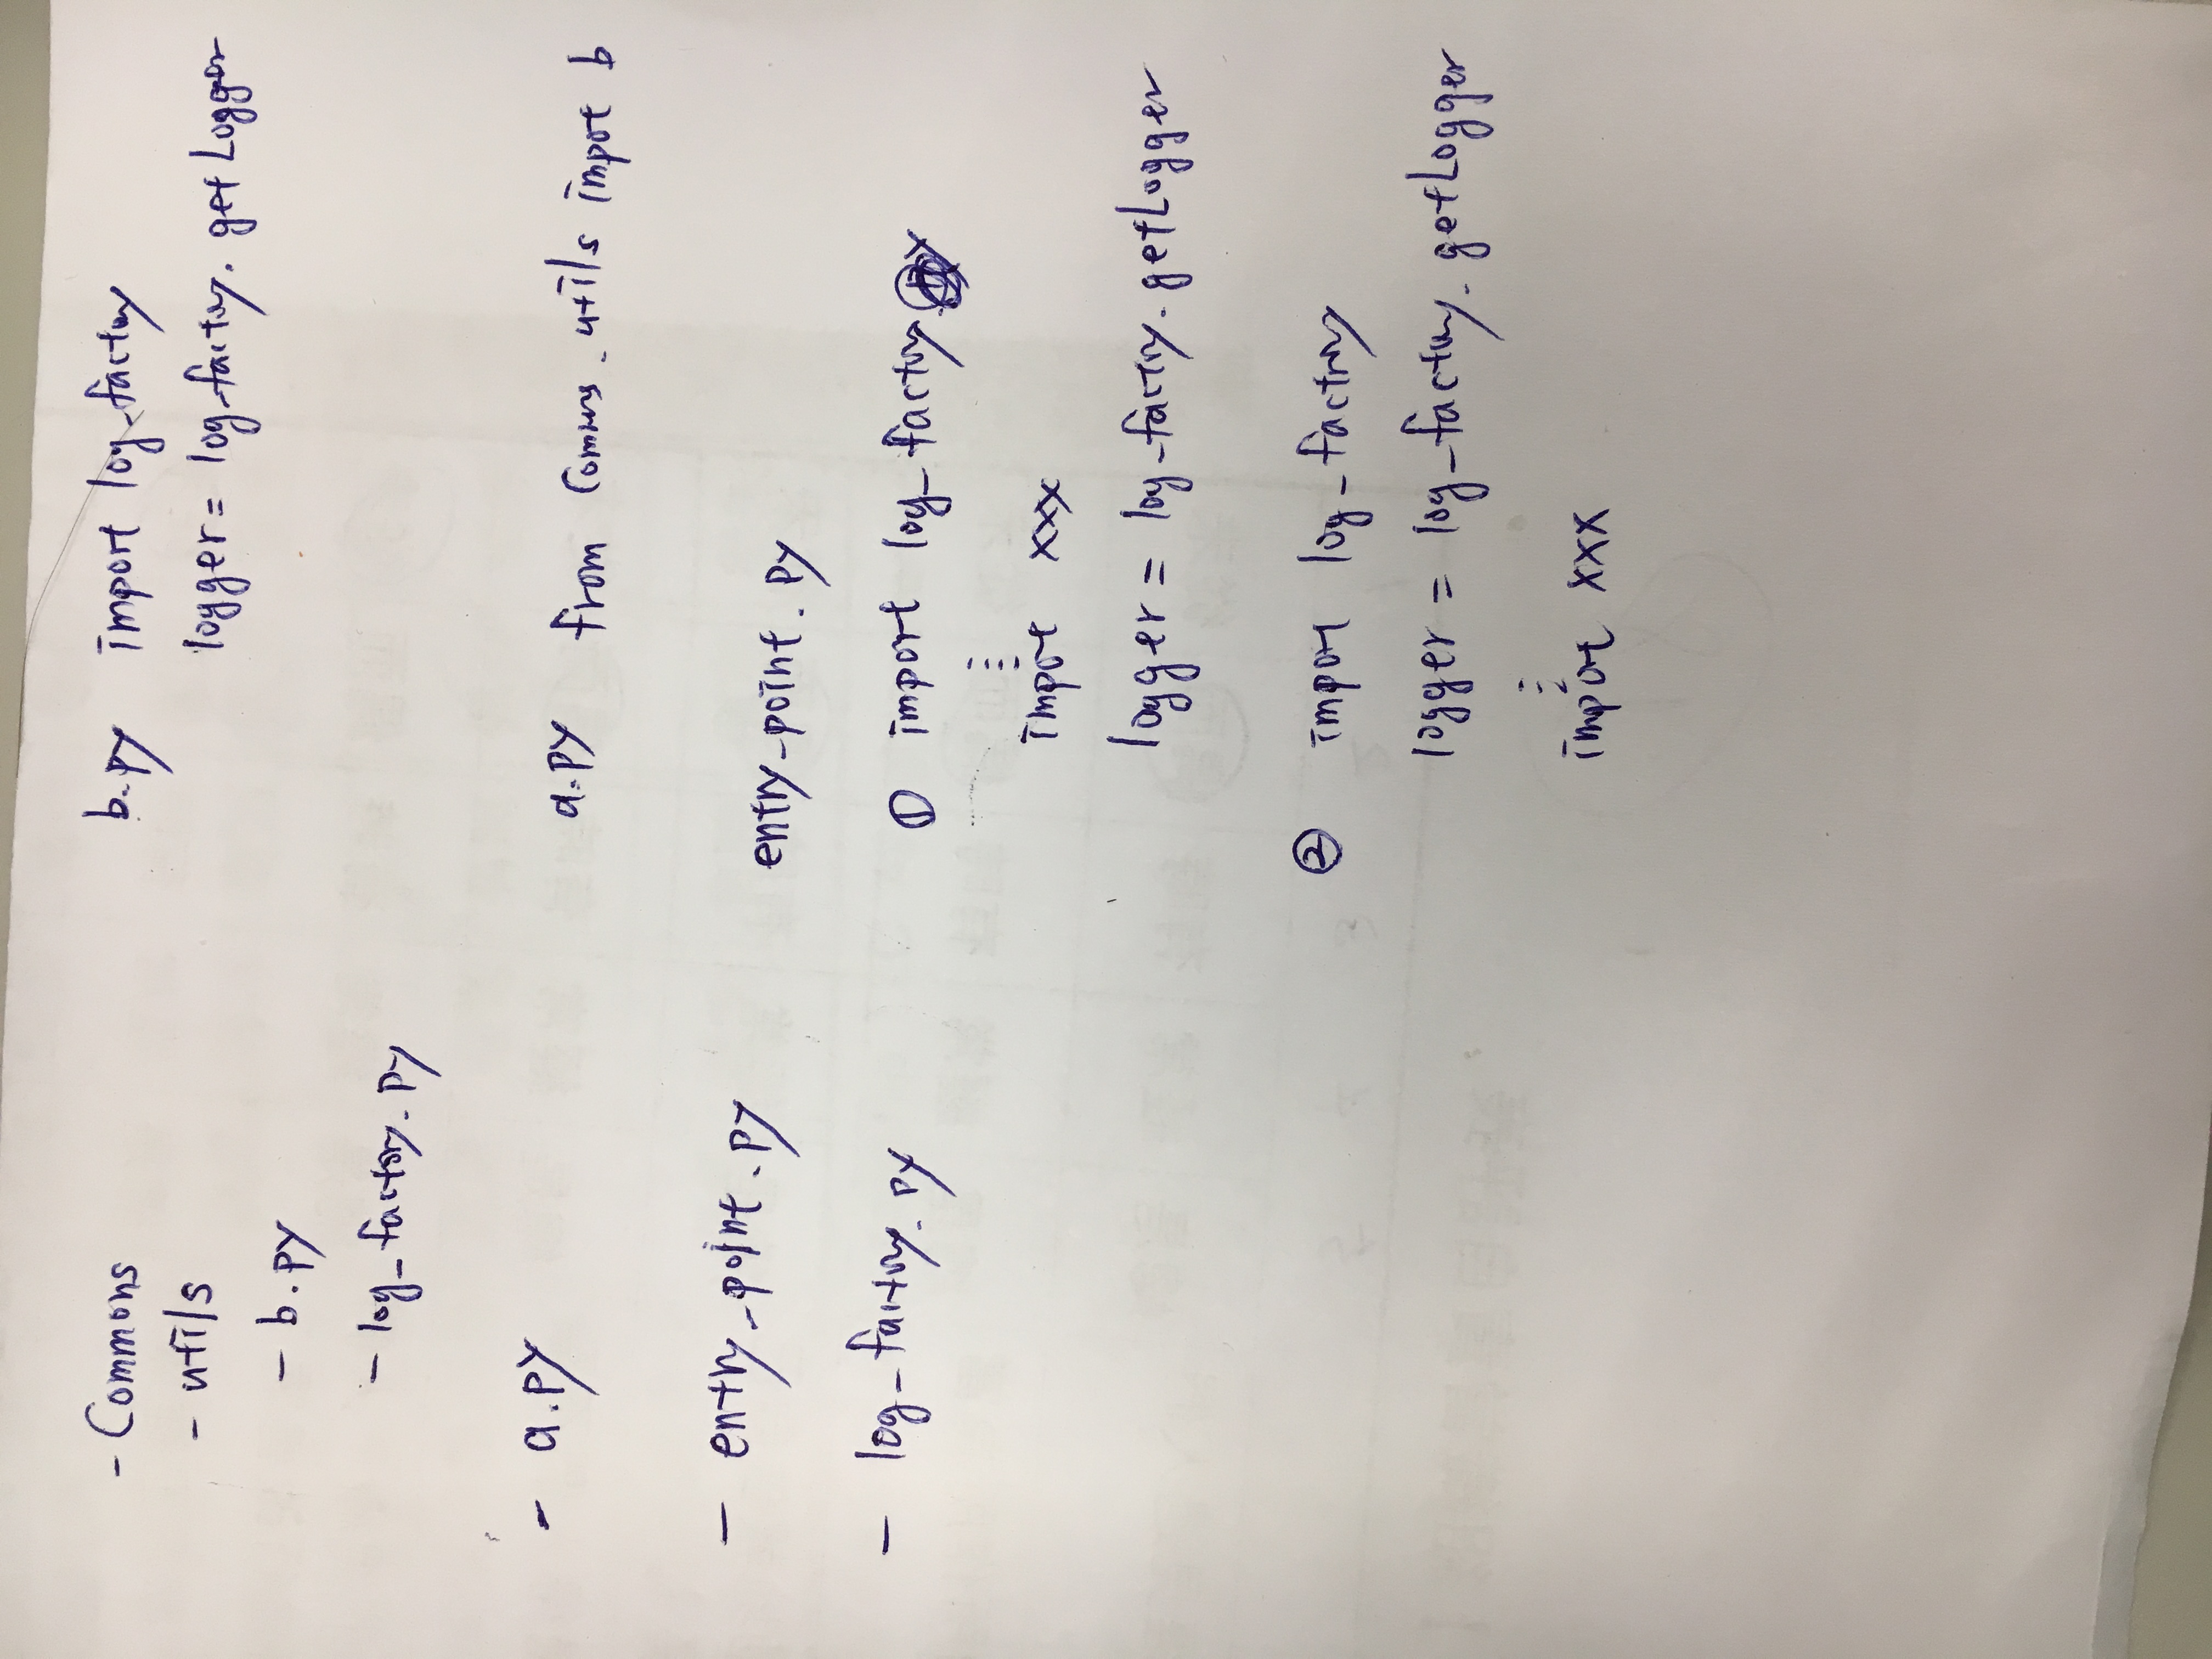 - Commons
- utils
- b.py
- log_factory.py
- a.py
- entry_point.py
- log_factory.py
b.py import log_factory
logger = log_factory.getLogger
a.py from Commons.utils import b
entry_point.py
① import log_factory
import xxx
logger = log_factory.getLogger
② import log_factory
logger = log_factory.getLogger
import xxx